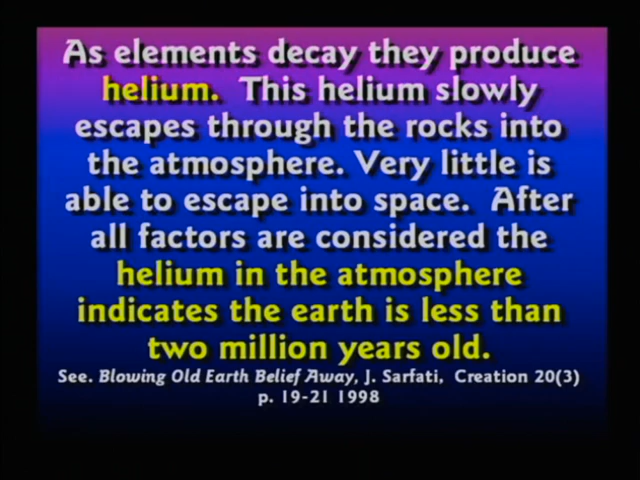 As elements decay they produce
helium. This helium slowly
escapes through the rocks into
the atmosphere. Very little is
able to escape into space. After
all factors are considered the
helium in the atmosphere
indicates the earth is less than
two million years old.
See. Blowing Old Earth Belief Away, J. Sarfati, Creation 20(3)
p. 19-21 1998